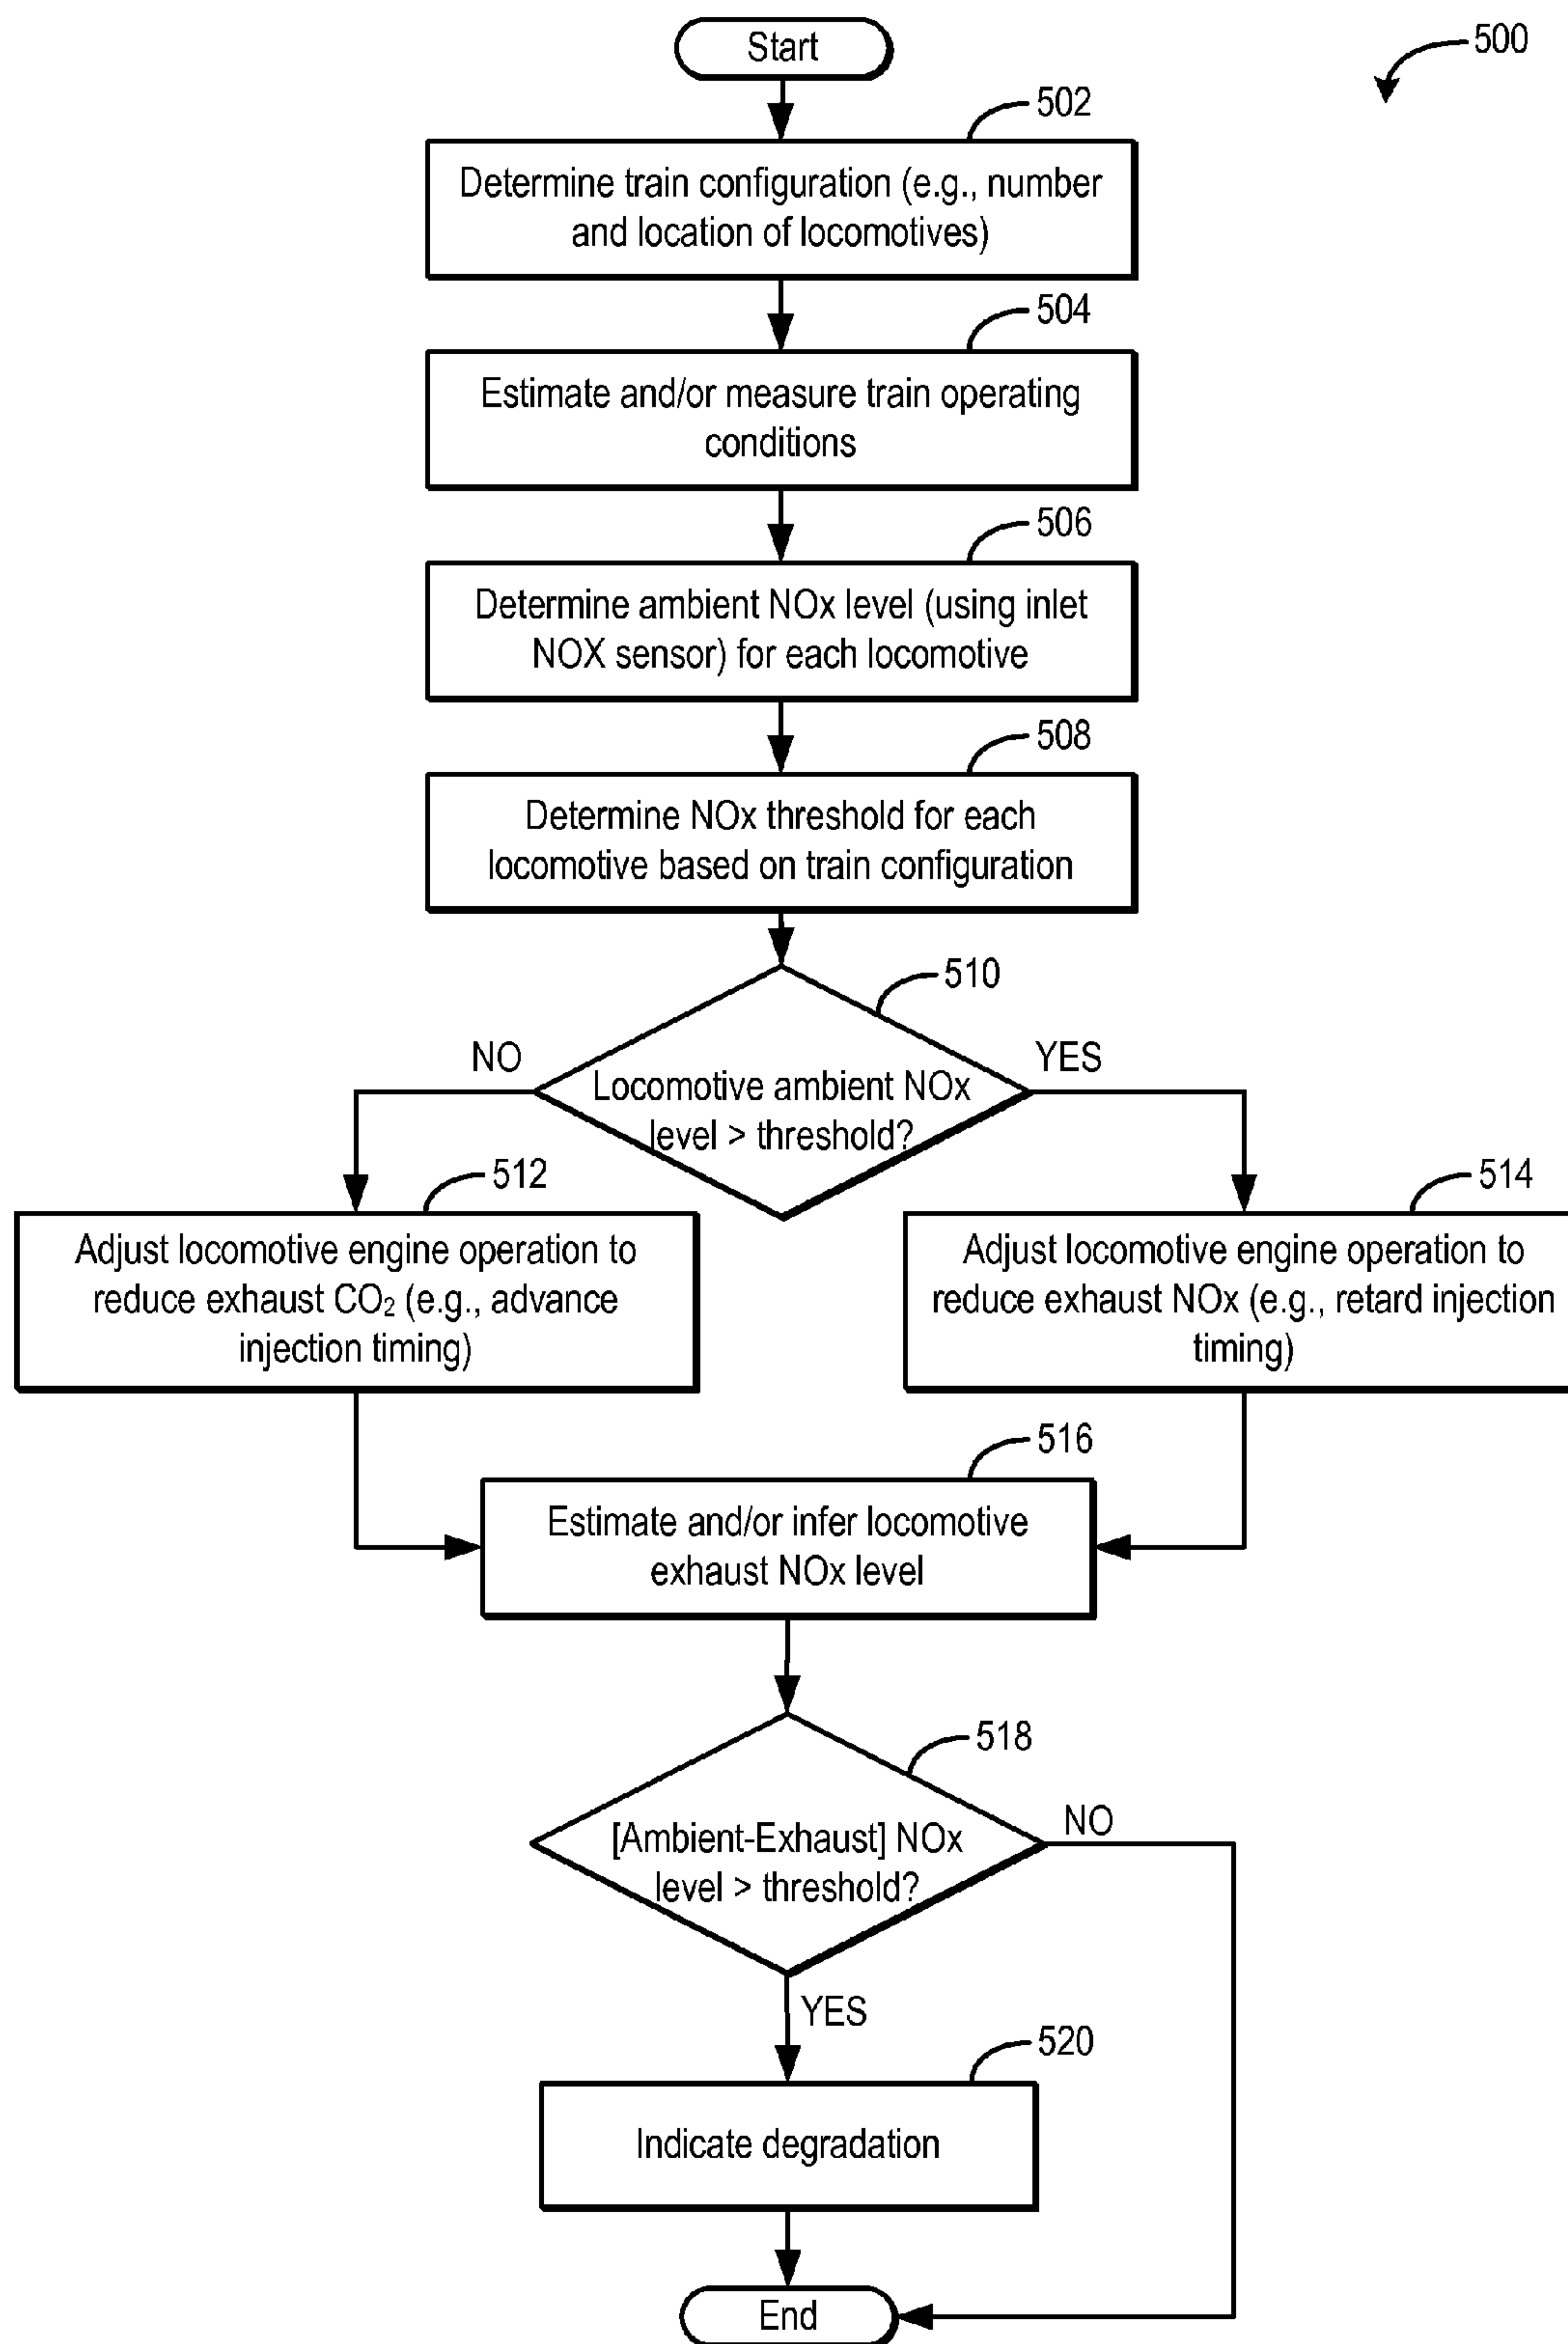 Start
500
502
Determine train configuration (e.g., number
and location of locomotives)
504
Estimate and/or measure train operating
conditions
506
Determine ambient NOx level (using inlet
NOX sensor) for each locomotive
508
Determine NOx threshold for each
locomotive based on train configuration
510
NO
YES
Locomotive ambient NOx
level > threshold?
512
514
Adjust locomotive engine operation to
reduce exhaust CO₂ (e.g., advance
injection timing)
Adjust locomotive engine operation to
reduce exhaust NOx (e.g., retard injection
timing)
516
Estimate and/or infer locomotive
exhaust NOx level
518
NO
[Ambient-Exhaust] NOx
level > threshold?
YES
520
Indicate degradation
End